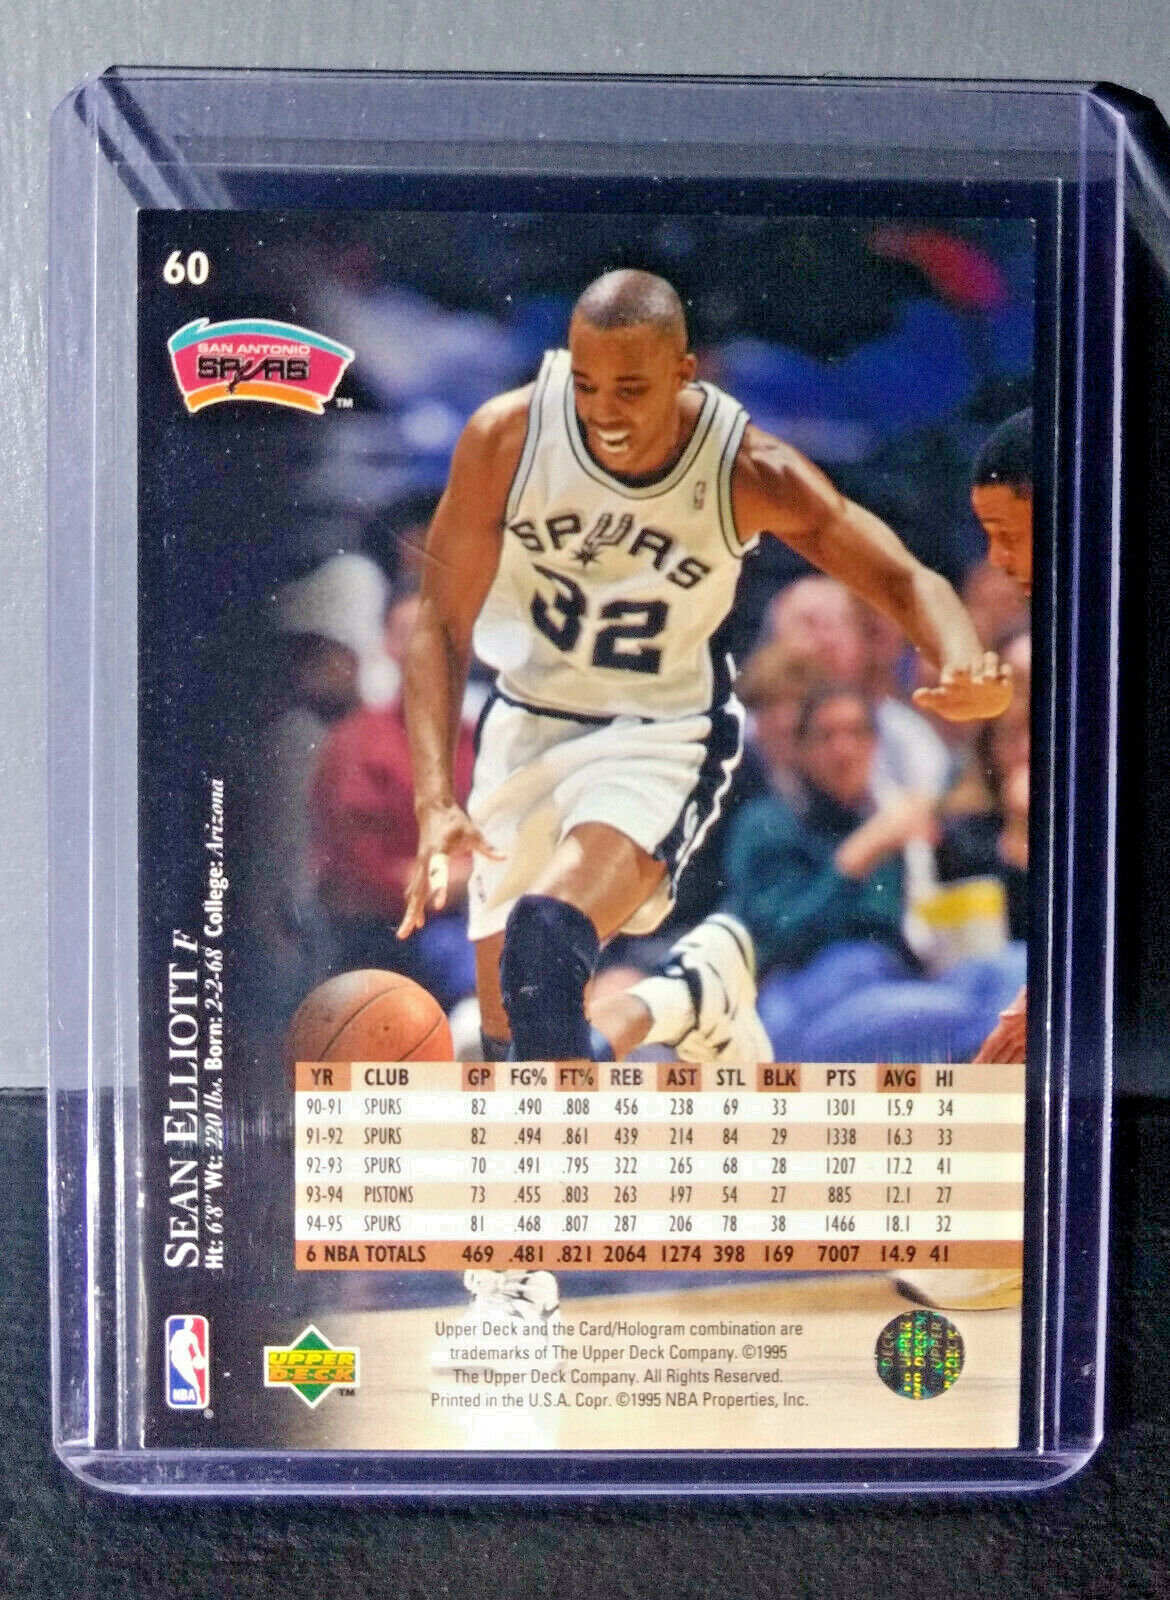 60
SAN ANTONIO
SPURS
TM
SPURS
32
SEAN ELLIOTT F
Ht: 6'8" Wt: 220 lbs. Born: 2-2-68 College: Arizona
YR CLUB GP FG% FT% REB AST STL BLK PTS AVG HI
90-91 SPURS 82 .490 .808 456 238 69 33 1301 15.9 34
91-92 SPURS 82 .494 .861 439 214 84 29 1338 16.3 33
92-93 SPURS 70 .491 .795 322 265 68 28 1207 17.2 41
93-94 PISTONS 73 .455 .803 263 197 54 27 885 12.1 27
94-95 SPURS 81 .468 .807 287 206 78 38 1466 18.1 32
6 NBA TOTALS 469 .481 .821 2064 1274 398 169 7007 14.9 41
NBA
®
UPPER
DECK
TM
Upper Deck and the Card/Hologram combination are
trademarks of The Upper Deck Company. ©1995
The Upper Deck Company. All Rights Reserved.
Printed in the U.S.A. Copr. ©1995 NBA Properties, Inc.
DECK
UPPER
DECK
UPPER
DECK